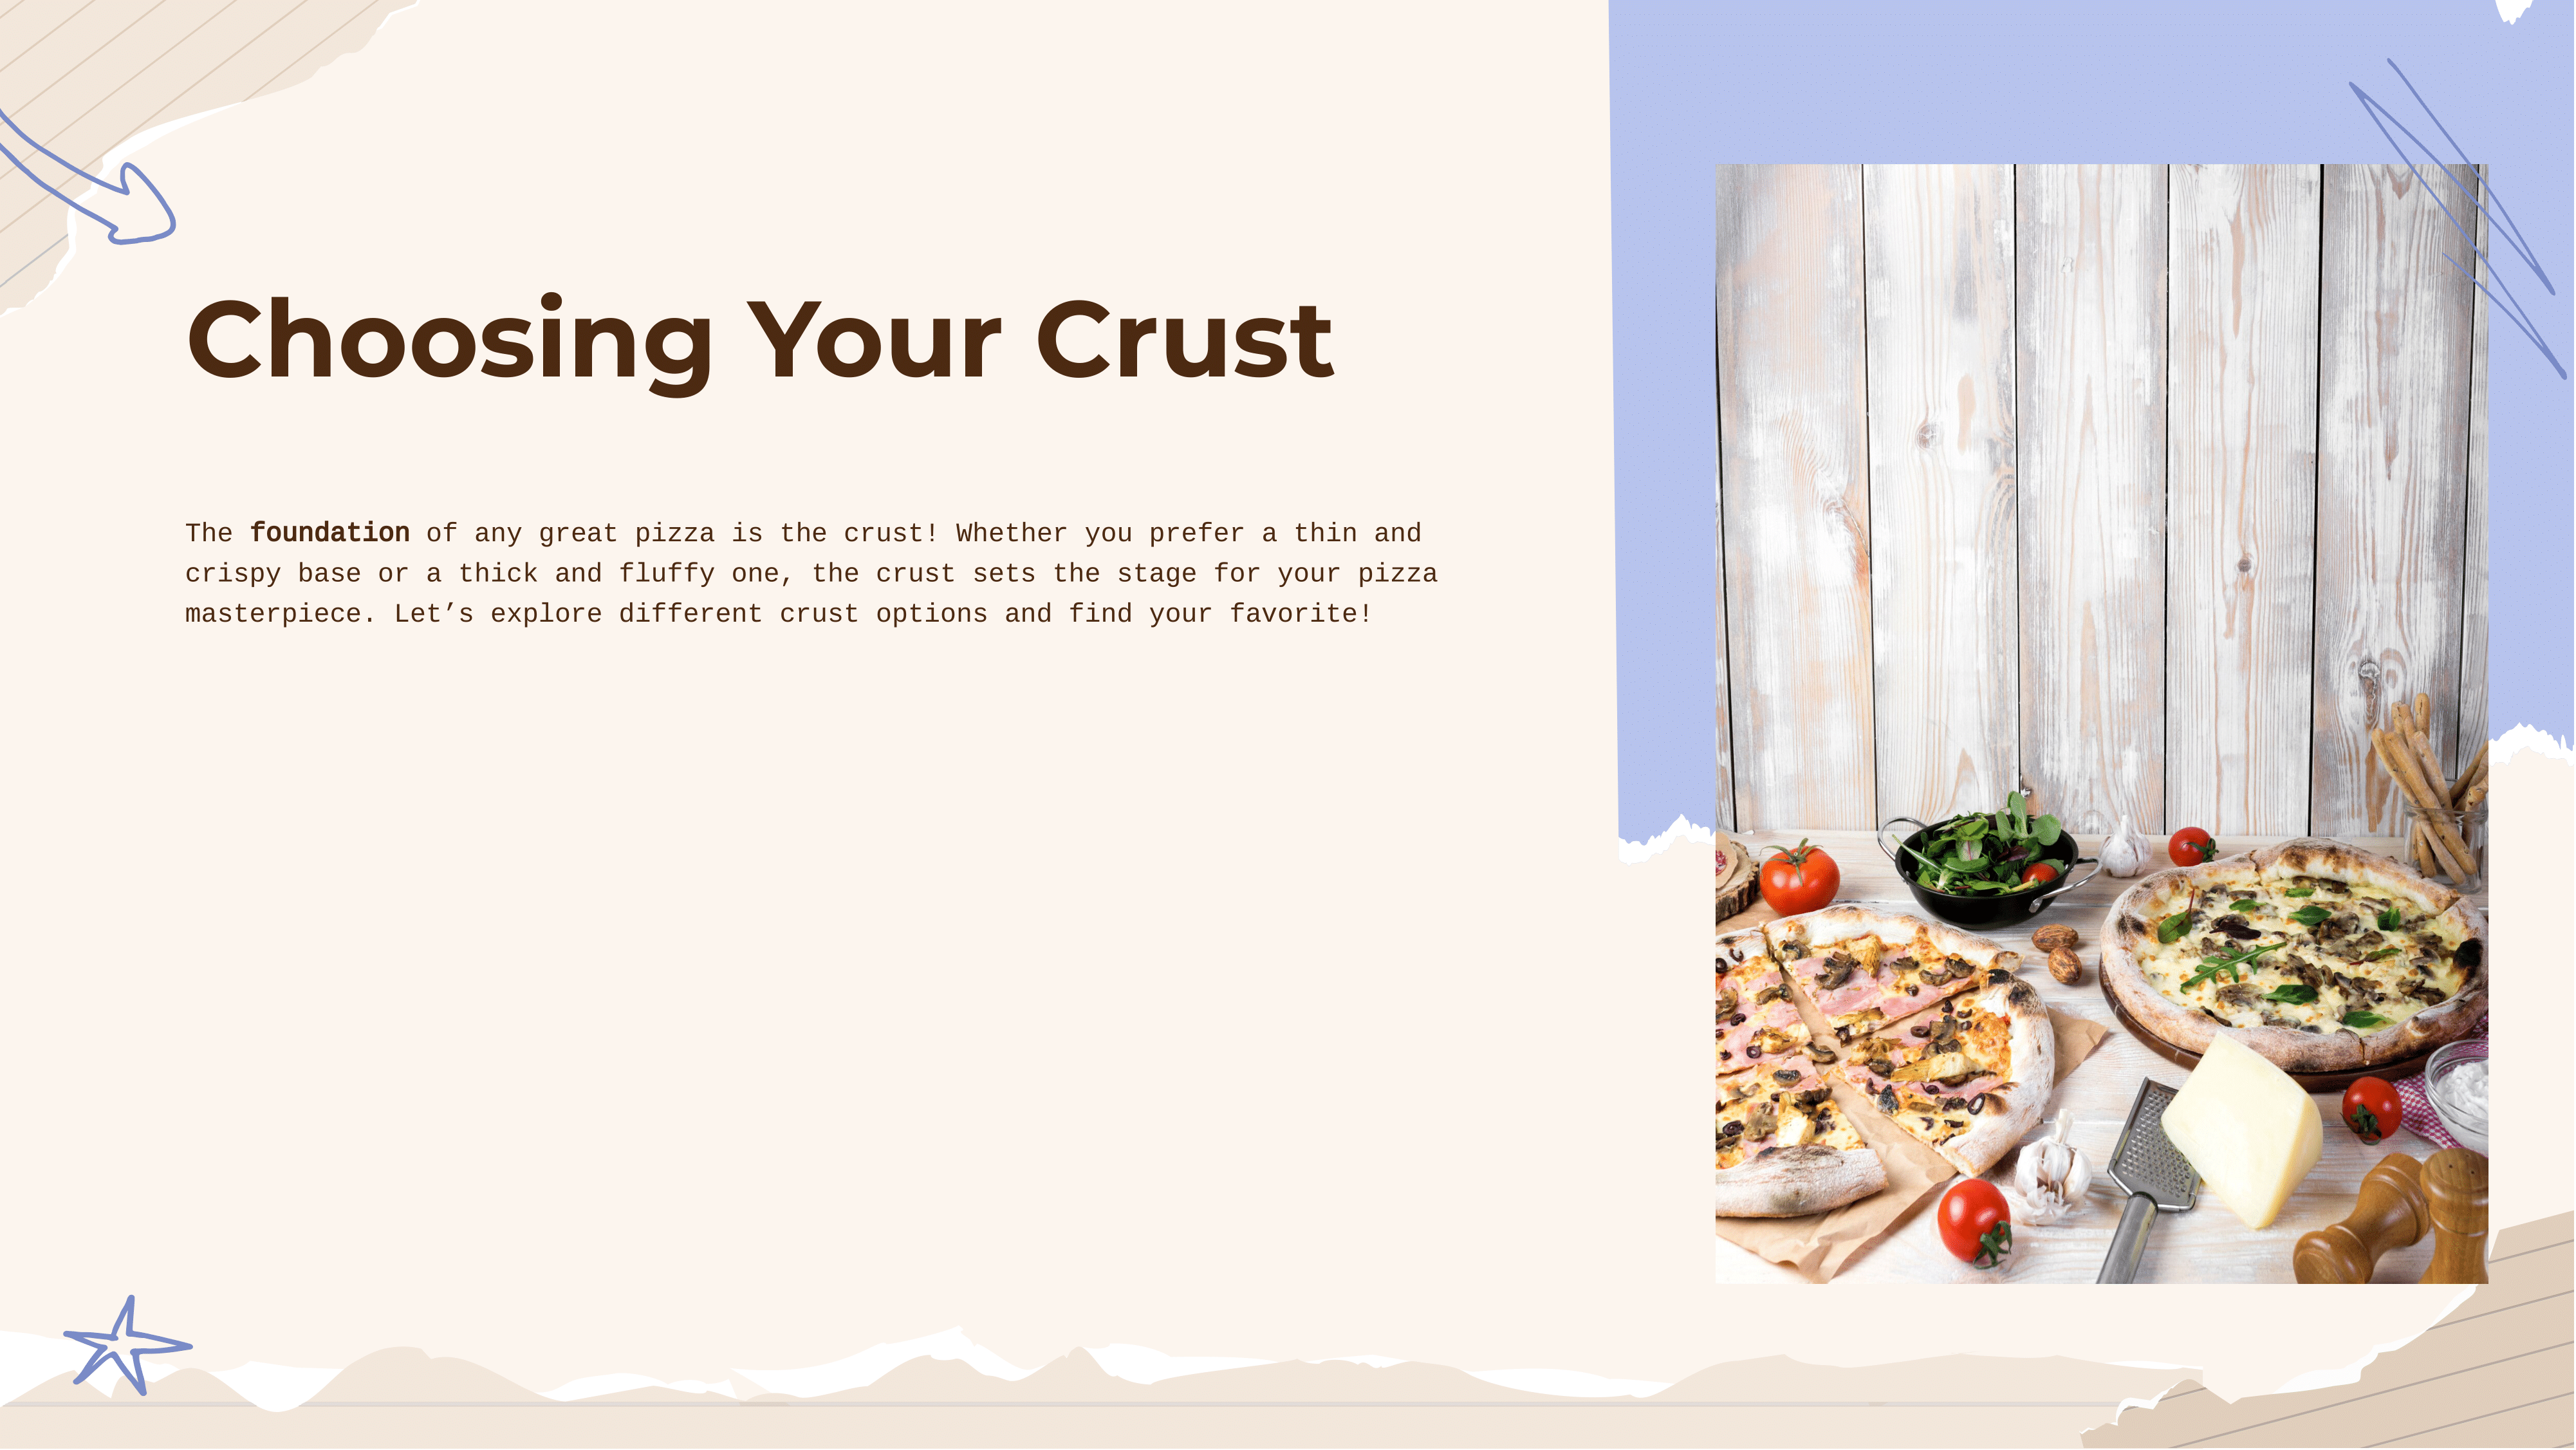 Choosing Your Crust
The foundation of any great pizza is the crust! Whether you prefer a thin and
crispy base or a thick and fluffy one, the crust sets the stage for your pizza
masterpiece. Let’s explore different crust options and find your favorite!